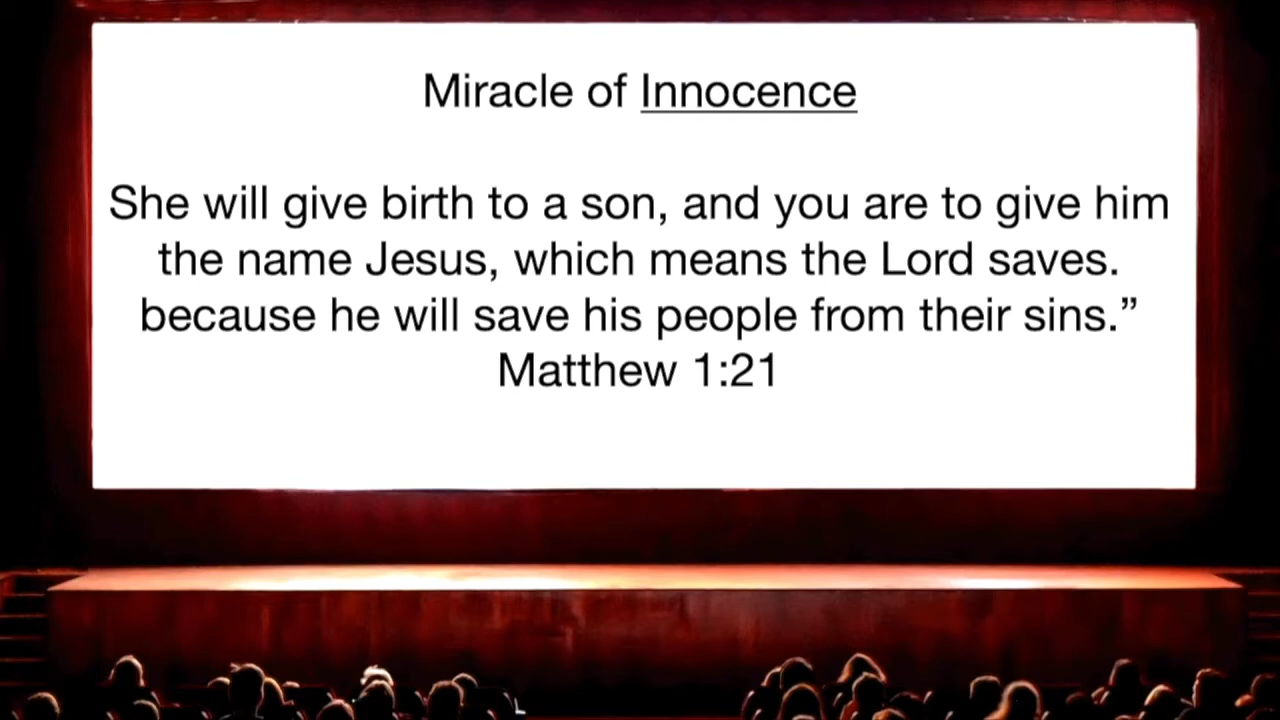 Miracle of Innocence
She will give birth to a son, and you are to give him
the name Jesus, which means the Lord saves.
because he will save his people from their sins.”
Matthew 1:21